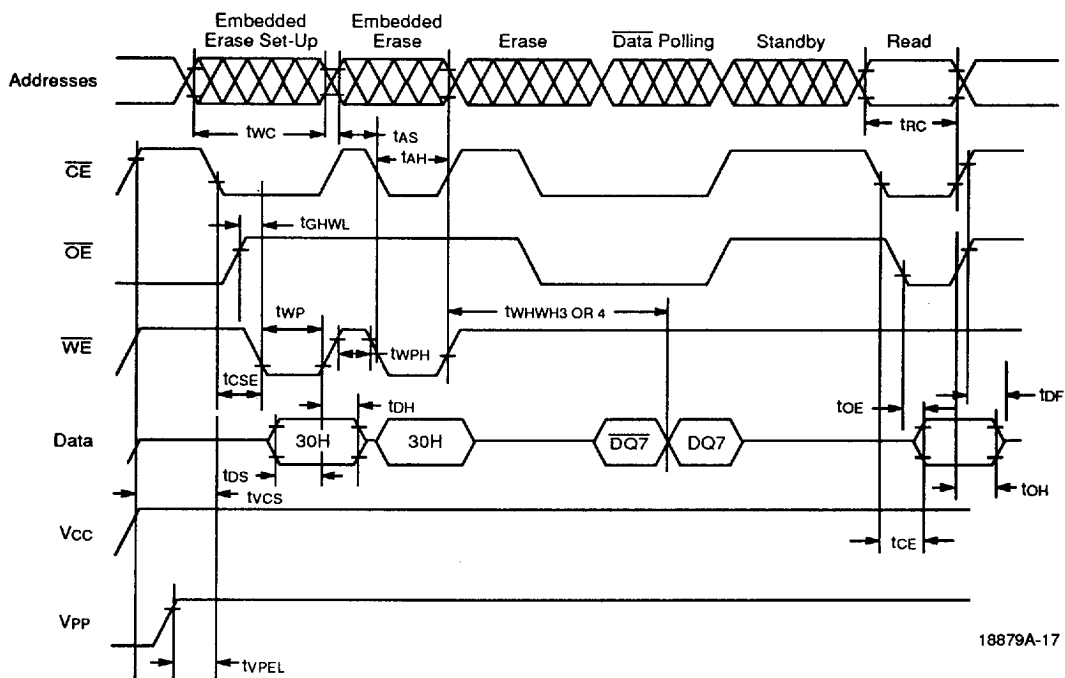 Embedded
Erase Set-Up
Embedded
Erase
Erase
Data Polling
Standby
Read
Addresses
tWC
tAS
tRC
tAH
CE
tGHWL
OE
tWP
tWHWH3 OR 4
WE
tWPH
tCSE
tDH
tOE
tDF
Data
30H
30H
DQ7
DQ7
tDS
tVCS
tOH
VCC
tCE
VPP
18879A-17
tVPEL